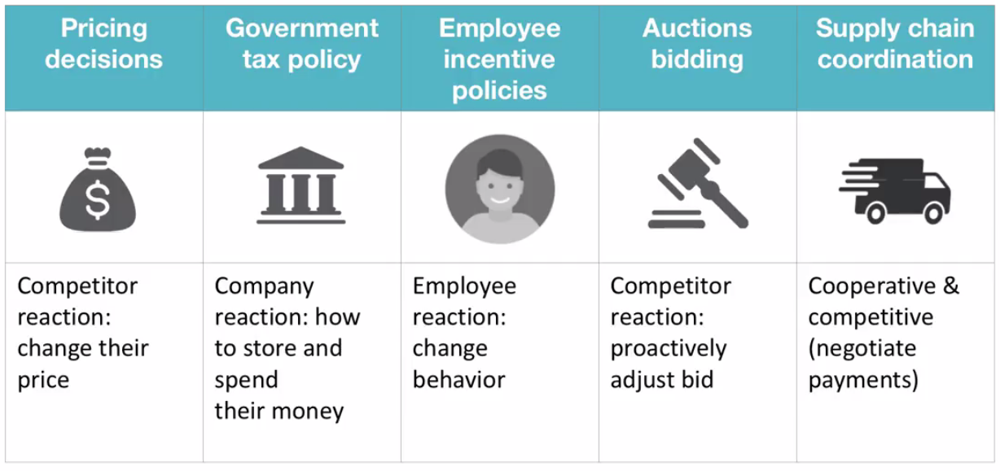 Pricing
decisions
Government
tax policy
Employee
incentive
policies
Auctions
bidding
Supply chain
coordination
$
Competitor
reaction:
change their
price
Company
reaction: how
to store and
spend
their money
Employee
reaction:
change
behavior
Competitor
reaction:
proactively
adjust bid
Cooperative &
competitive
(negotiate
payments)